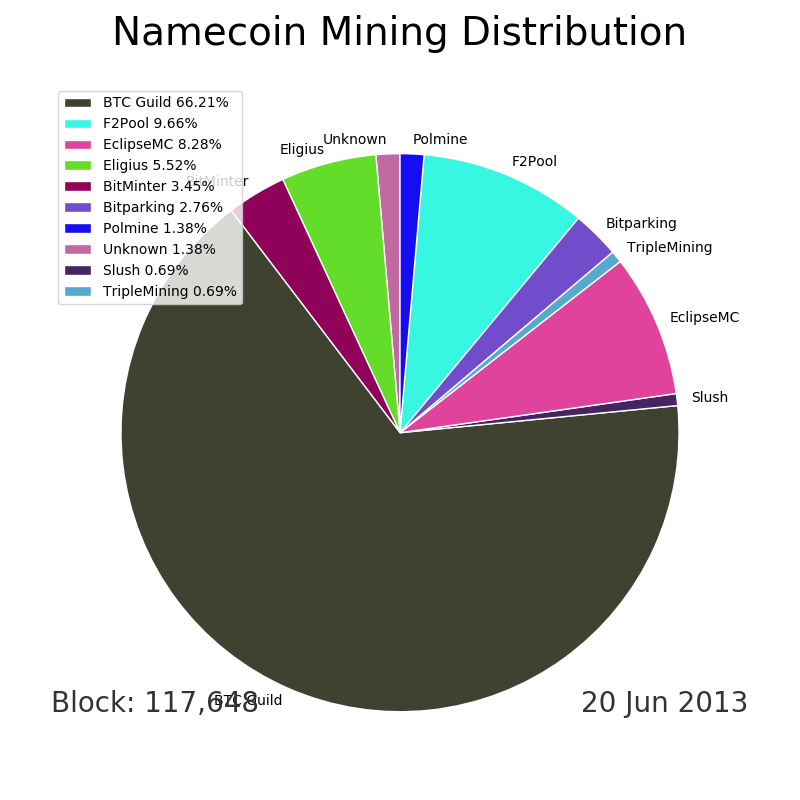 Namecoin Mining Distribution
BTC Guild 66.21%
F2Pool 9.66%
EclipseMC 8.28%
Eligius 5.52%
BitMinter 3.45%
Bitparking 2.76%
Polmine 1.38%
Unknown 1.38%
Slush 0.69%
TripleMining 0.69%
Unknown
Polmine
Eligius
F2Pool
BitMinter
Bitparking
TripleMining
EclipseMC
Slush
BTC Guild
Block: 117,648
20 Jun 2013